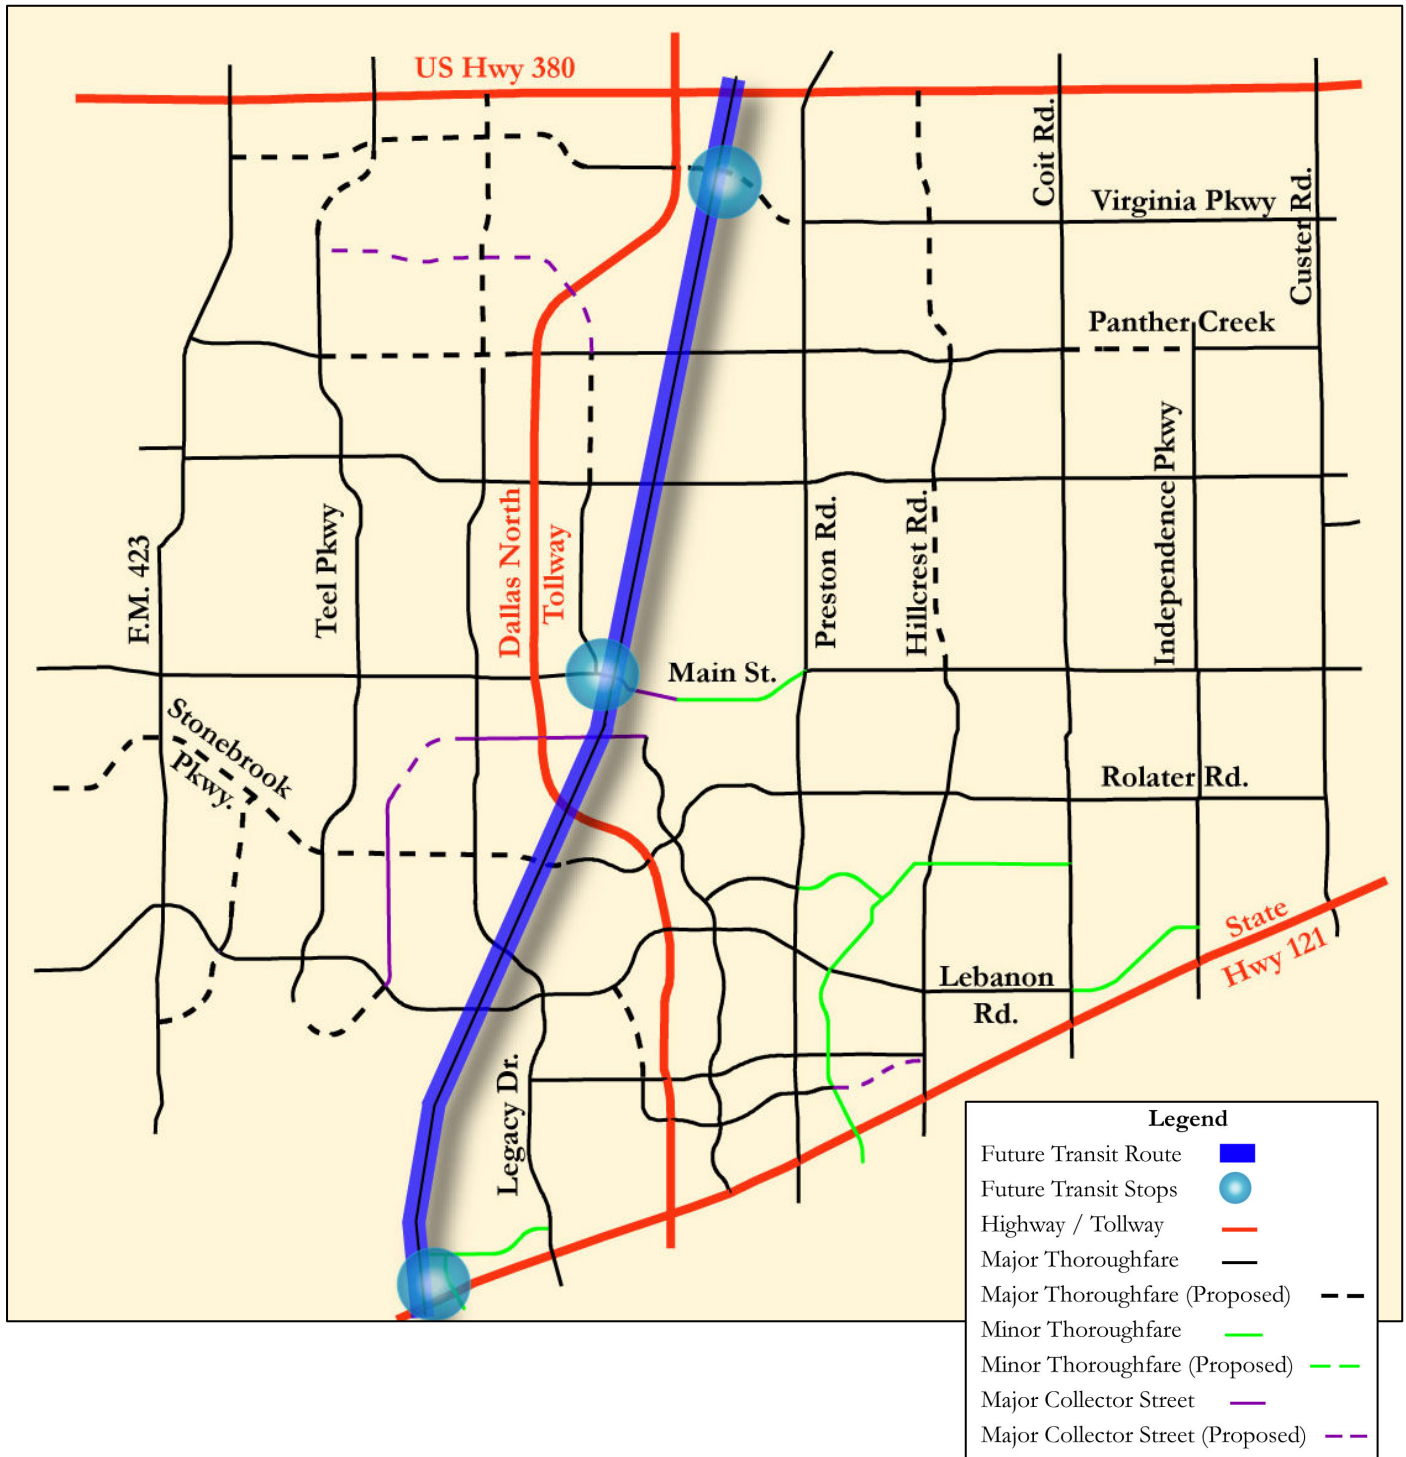 US Hwy 380
Coit Rd.
Virginia Pkwy
Custer Rd.
Panther Creek
Independence Pkwy
F.M. 423
Teel Pkwy
Dallas North
Tollway
Preston Rd.
Hillcrest Rd.
Main St.
Stonebrook
Pkwy.
Rolater Rd.
State
Hwy 121
Lebanon
Rd.
Legacy Dr.
Legend
Future Transit Route
Future Transit Stops
Highway / Tollway
Major Thoroughfare
Major Thoroughfare (Proposed)
Minor Thoroughfare
Minor Thoroughfare (Proposed)
Major Collector Street
Major Collector Street (Proposed)